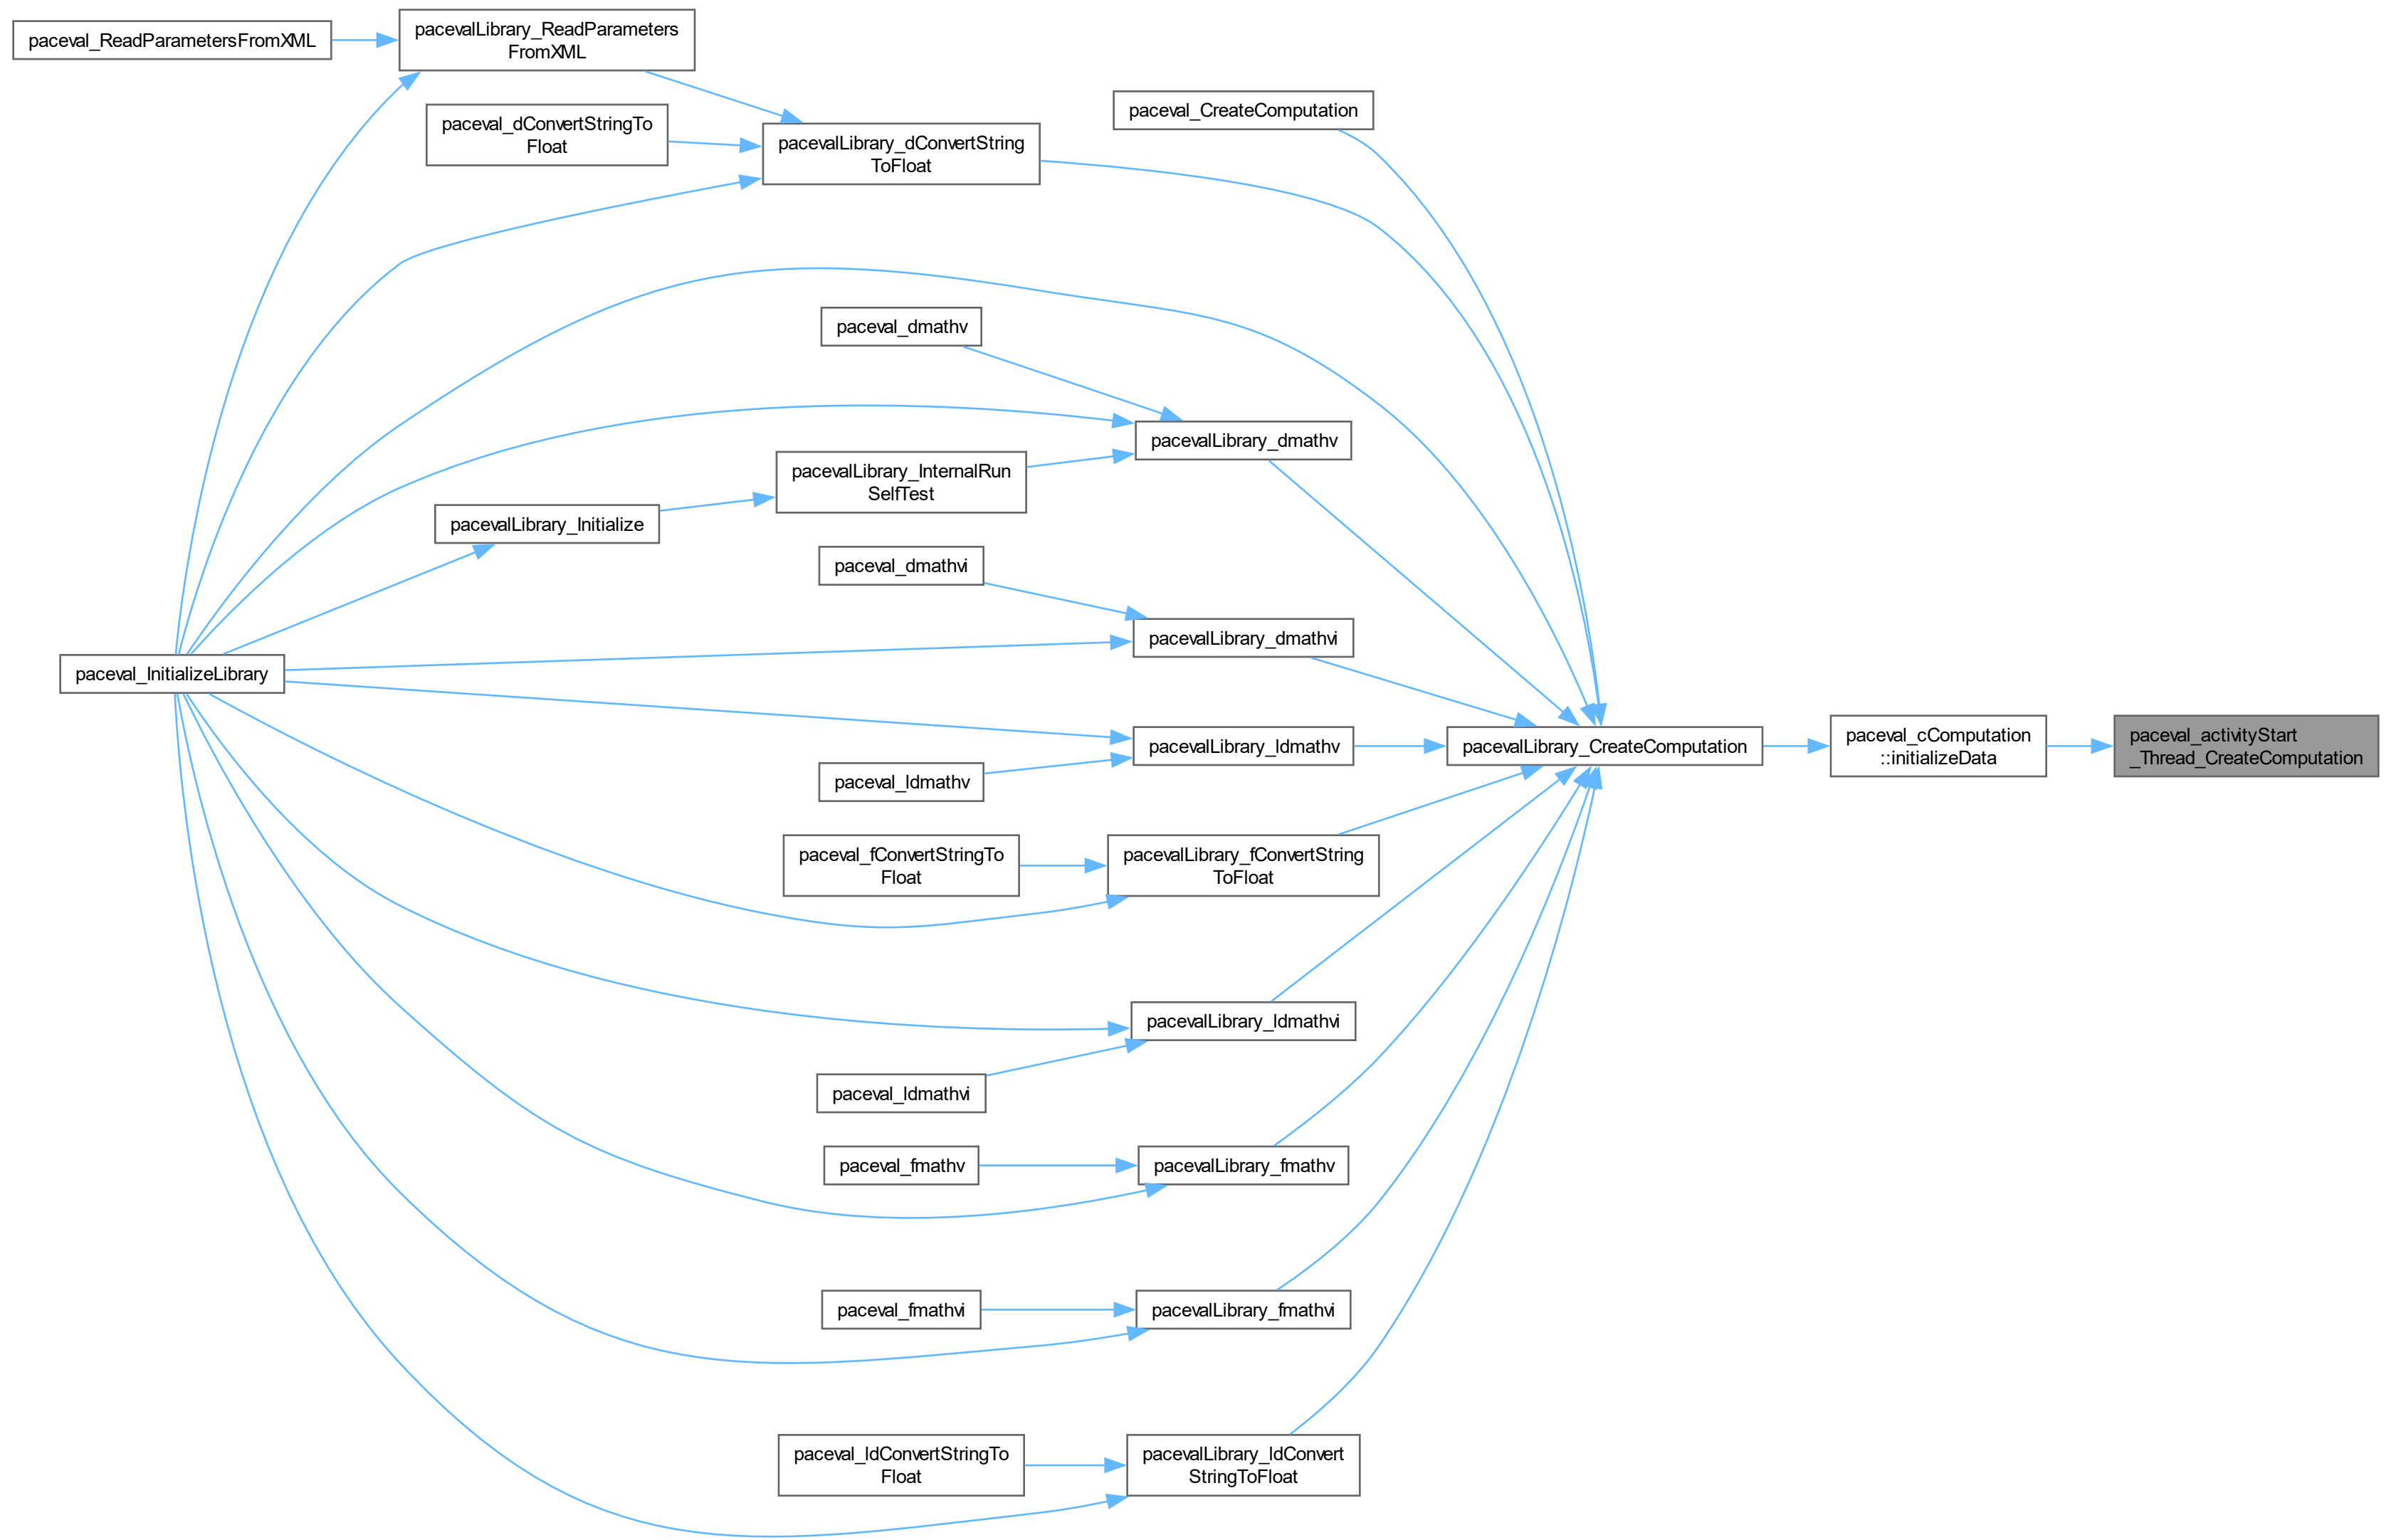 paceval_ReadParametersFromXML
pacevalLibrary_ReadParameters
FromXML
paceval_CreateComputation
paceval_dConvertStringTo
Float
pacevalLibrary_dConvertString
ToFloat
paceval_dmathv
pacevalLibrary_dmathv
pacevalLibrary_InternalRun
SelfTest
pacevalLibrary_Initialize
paceval_dmathvi
pacevalLibrary_dmathvi
paceval_InitializeLibrary
pacevalLibrary_ldmathv
pacevalLibrary_CreateComputation
paceval_cComputation
::initializeData
paceval_activityStart
_Thread_CreateComputation
paceval_ldmathv
paceval_fConvertStringTo
Float
pacevalLibrary_fConvertString
ToFloat
pacevalLibrary_ldmathvi
paceval_ldmathvi
paceval_fmathv
pacevalLibrary_fmathv
paceval_fmathvi
pacevalLibrary_fmathvi
paceval_ldConvertStringTo
Float
pacevalLibrary_ldConvert
StringToFloat